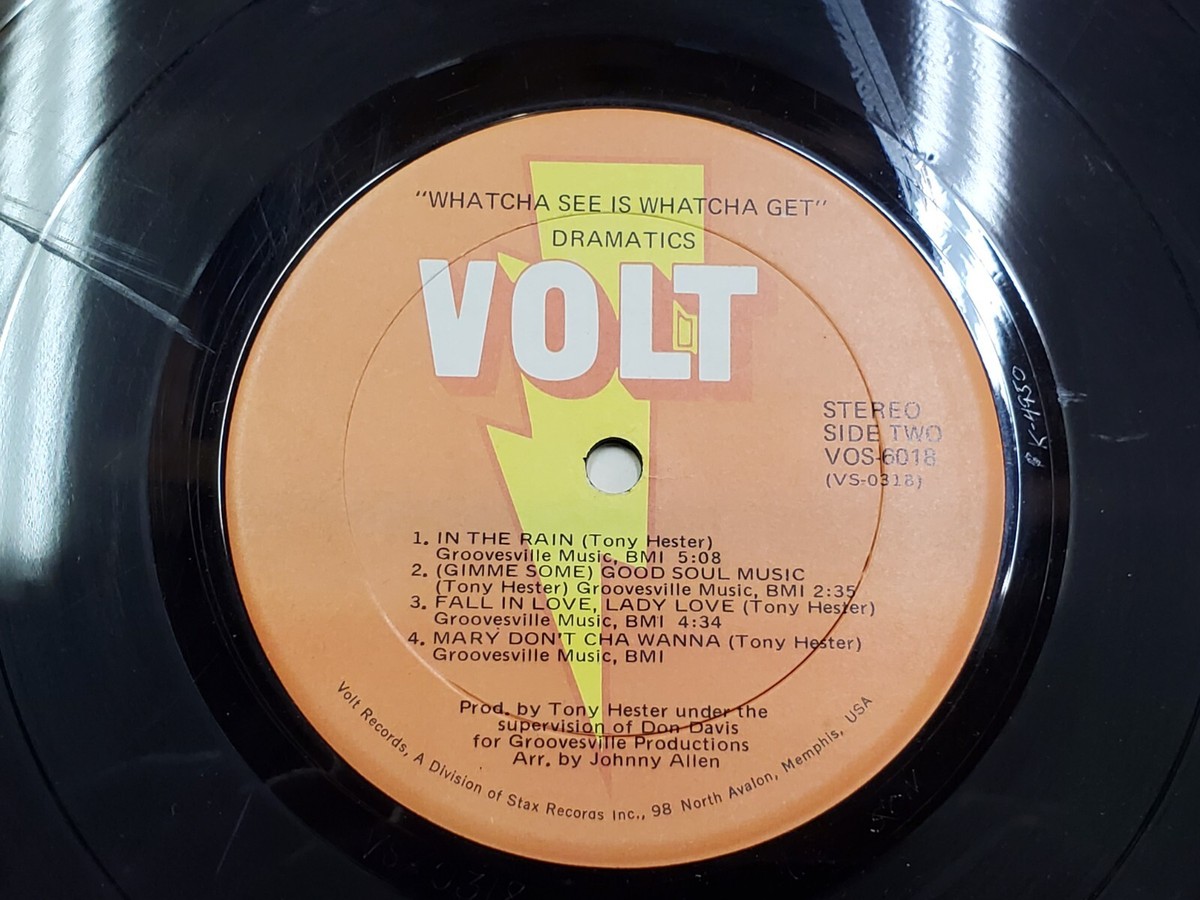 "WHATCHA SEE IS WHATCHA GET"
DRAMATICS
VOLT
STEREO
SIDE TWO
VOS-6018
(VS-0318)
1. IN THE RAIN (Tony Hester)
Groovesville Music, BMI 5:08
2. (GIMME SOME) GOOD SOUL MUSIC
(Tony Hester) Groovesville Music, BMI 2:35
3. FALL IN LOVE, LADY LOVE (Tony Hester)
Groovesville Music, BMI 4:34
4. MARY DON'T CHA WANNA (Tony Hester)
Groovesville Music, BMI
Prod. by Tony Hester under the
supervision of Don Davis
for Groovesville Productions
Arr. by Johnny Allen
Volt Records, A Division of Stax Records Inc., 98 North Avalon, Memphis, USA